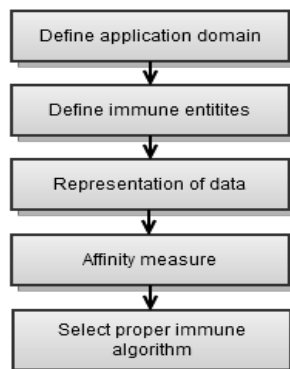 Define application domain
Define immune entitites
Representation of data
Affinity measure
Select proper immune
algorithm